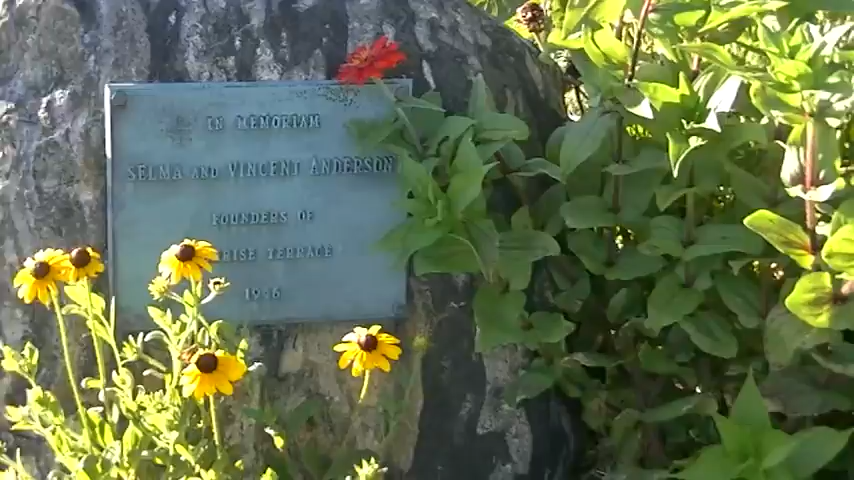 IN MEMORIAM
SELMA AND VINCENT ANDERSON
FOUNDERS OF
TERRACE